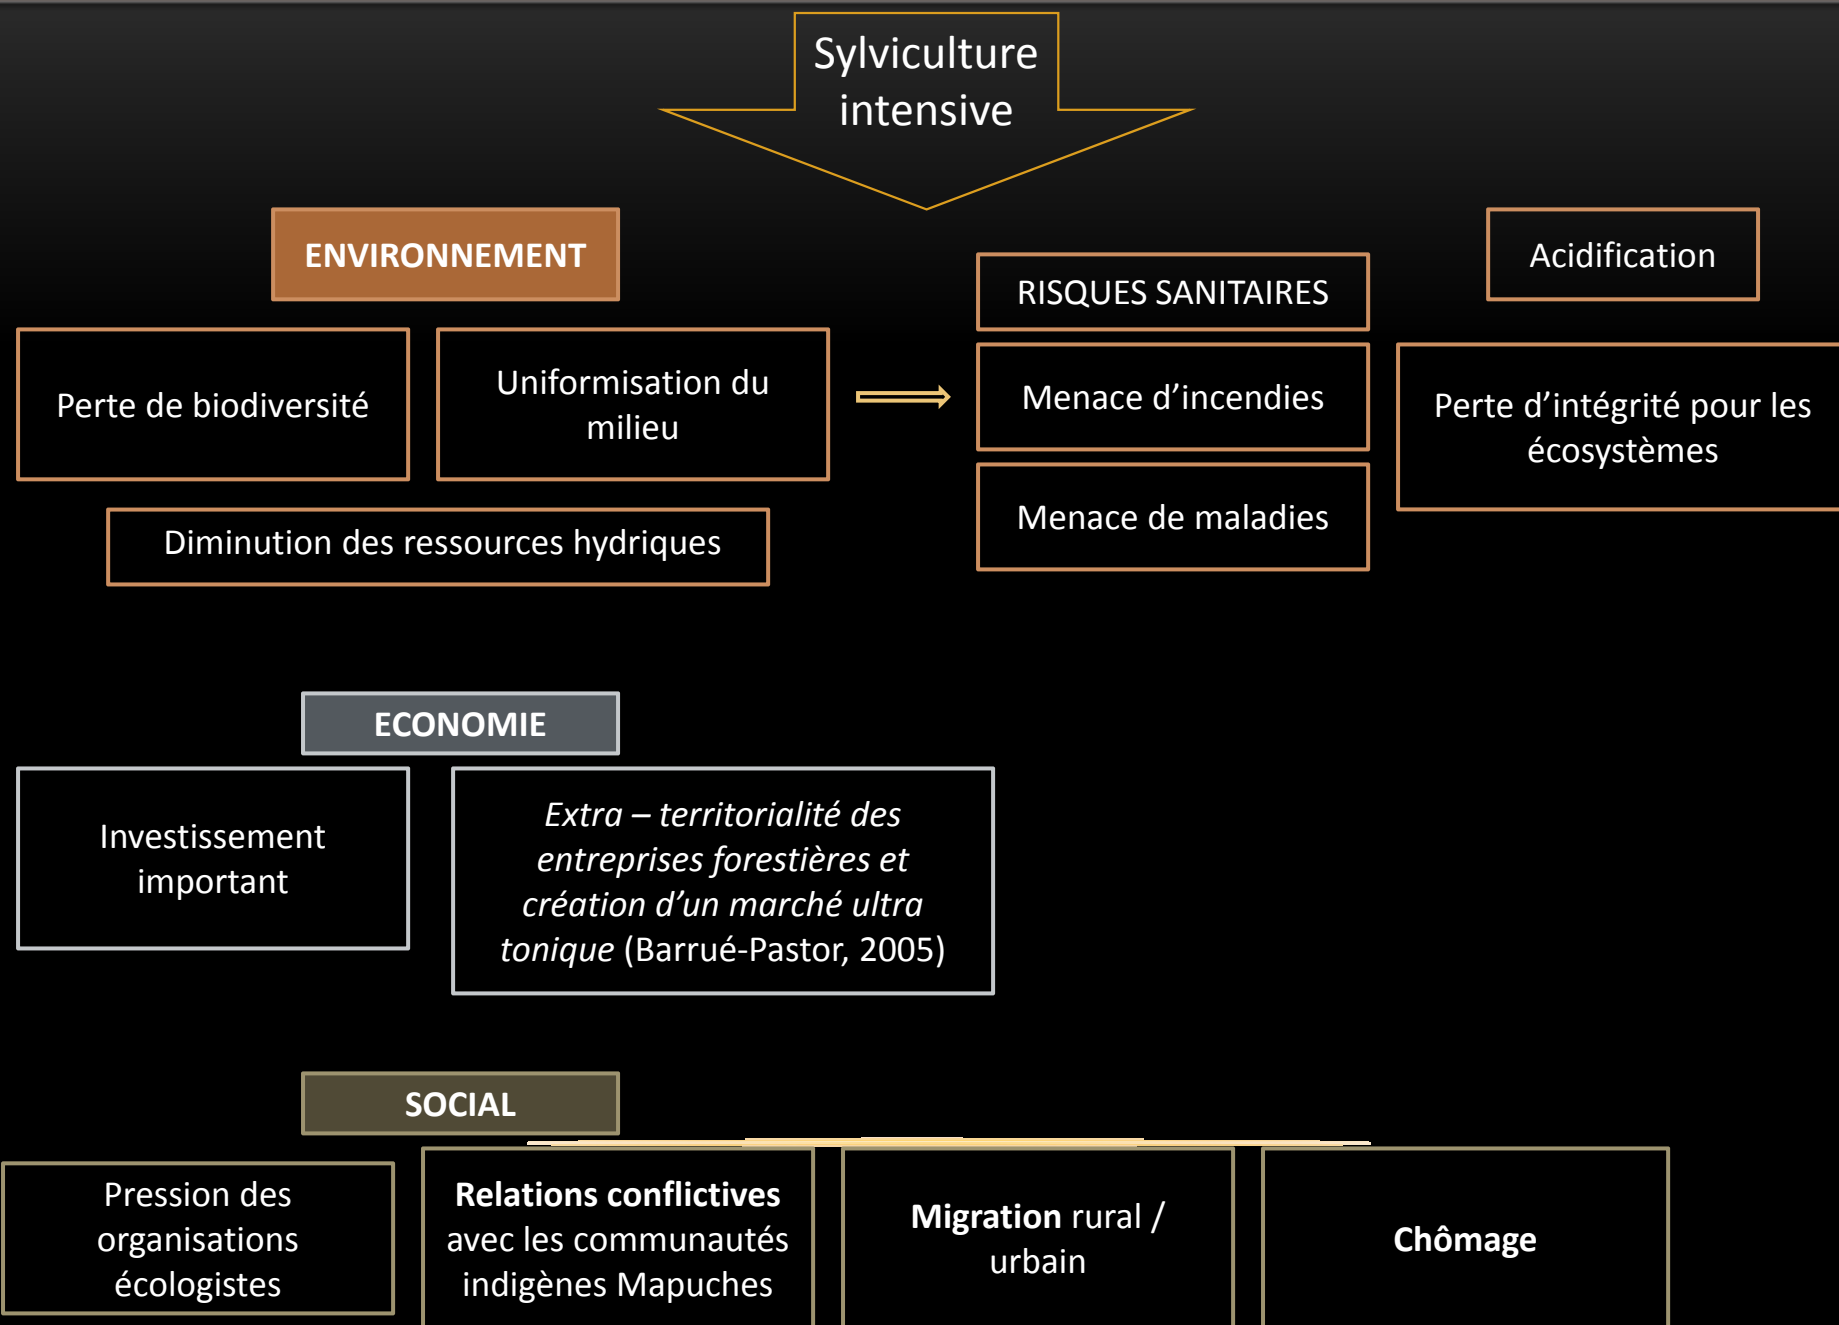 Sylviculture
intensive
ENVIRONNEMENT
Perte de biodiversité
Uniformisation du
milieu
Diminution des ressources hydriques
RISQUES SANITAIRES
Menace d’incendies
Menace de maladies
Acidification
Perte d’intégrité pour les
écosystèmes
ECONOMIE
Investissement
important
Extra – territorialité des
entreprises forestières et
création d’un marché ultra
tonique (Barrué-Pastor, 2005)
SOCIAL
Pression des
organisations
écologistes
Relations conflictives
avec les communautés
indigènes Mapuches
Migration rural /
urbain
Chômage